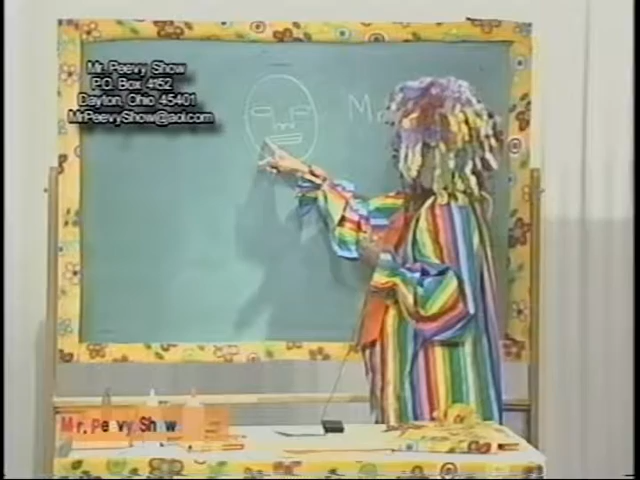 Mr. Peevy Show
P.O. Box 4152
Dayton, Ohio 45401
MrPeevyShow@aol.com
Mr.
Mr. Peevy Show